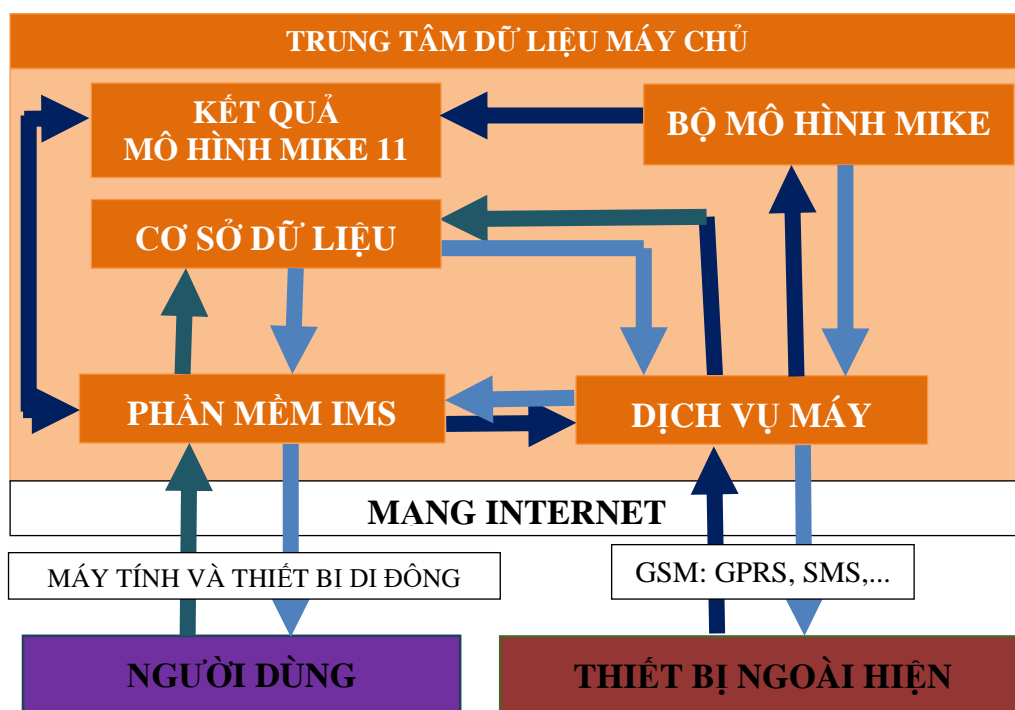 TRUNG TÂM DỮ LIỆU MÁY CHỦ
KẾT QUẢ
MÔ HÌNH MIKE 11
BỘ MÔ HÌNH MIKE
CƠ SỞ DỮ LIỆU
PHẦN MỀM IMS
DỊCH VỤ MÁY
MẠNG INTERNET
MÁY TÍNH VÀ THIẾT BỊ DI ĐÔNG
GSM: GPRS, SMS,...
NGƯỜI DÙNG
THIẾT BỊ NGOÀI HIỆN